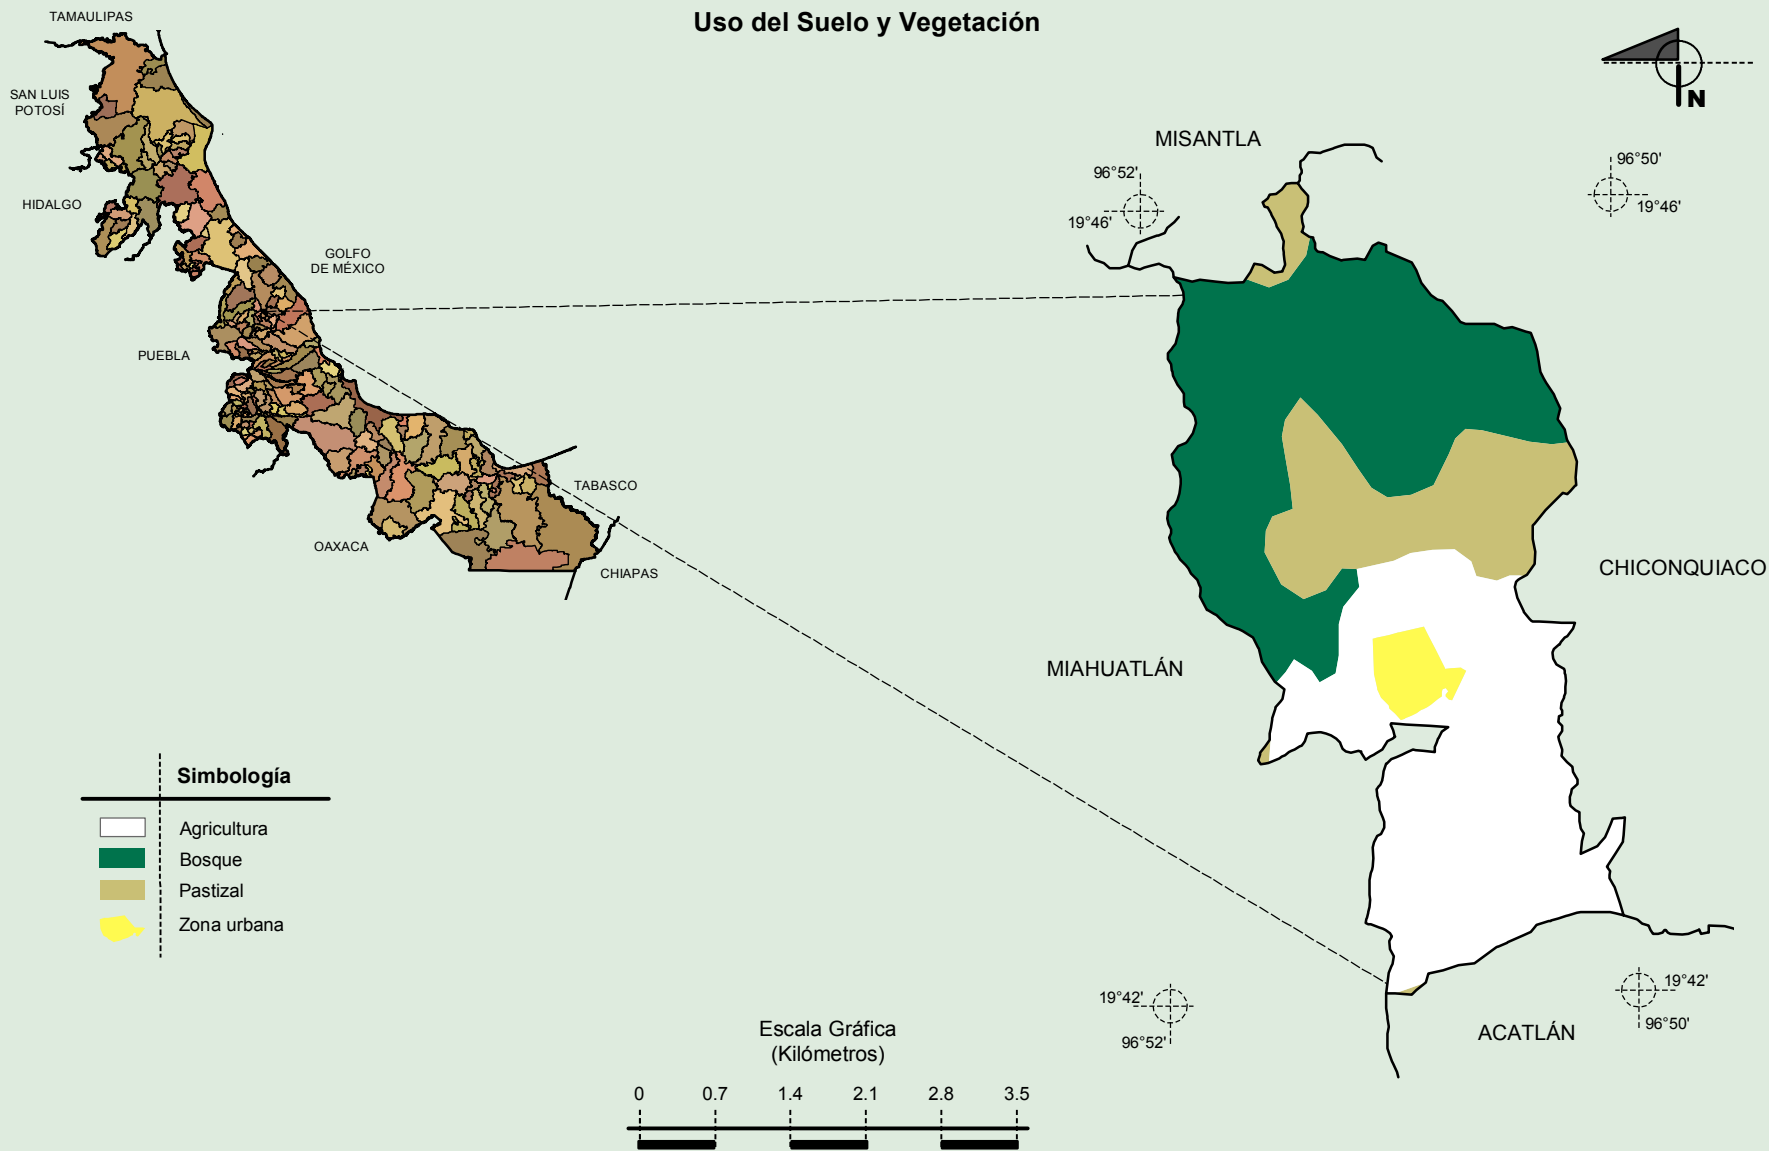 Uso del Suelo y Vegetación
TAMAULIPAS
SAN LUIS
POTOSÍ
HIDALGO
GOLFO
DE MÉXICO
PUEBLA
TABASCO
OAXACA
CHIAPAS
N
MISANTLA
96°52'
19°46'
96°50'
19°46'
CHICONQUIACO
MIAHUATLÁN
Simbología
Agricultura
Bosque
Pastizal
Zona urbana
19°42'
96°52'
19°42'
96°50'
ACATLÁN
Escala Gráfica
(Kilómetros)
0 0.7 1.4 2.1 2.8 3.5